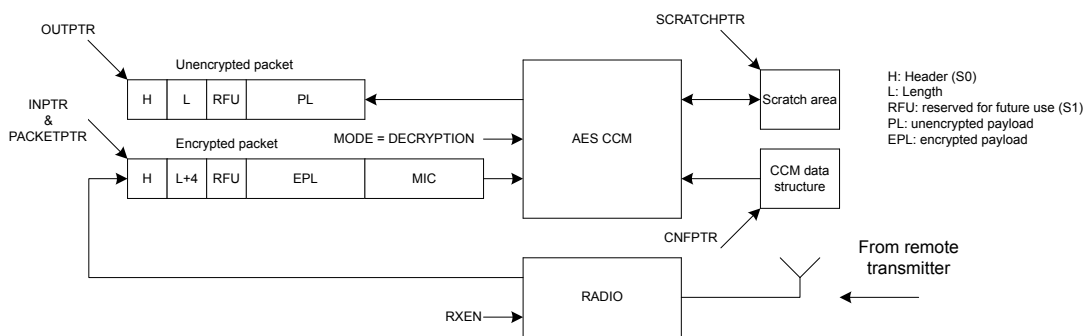 OUTPTR
SCRATCHPTR
Unencrypted packet
H L RFU PL
INPTR
&
PACKETPTR
MODE = DECRYPTION
AES CCM
Scratch area
H: Header (S0)
L: Length
RFU: reserved for future use (S1)
PL: unencrypted payload
EPL: encrypted payload
Encrypted packet
H L+4 RFU EPL MIC
CCM data
structure
CNFPTR
From remote
transmitter
RADIO
RXEN